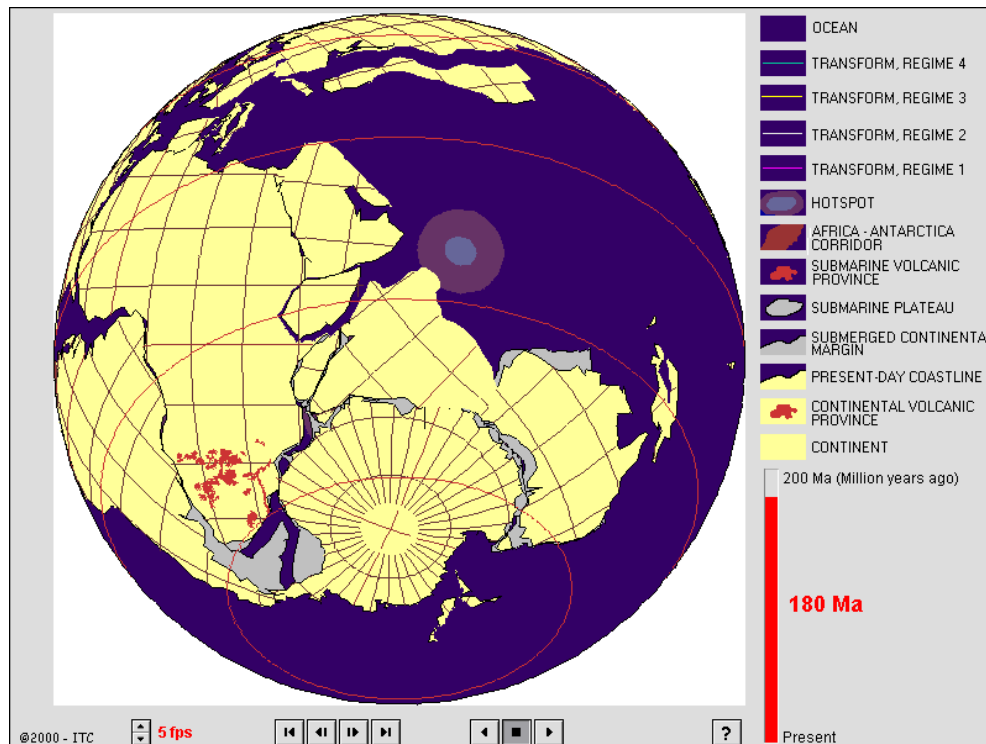 OCEAN
TRANSFORM, REGIME 4
TRANSFORM, REGIME 3
TRANSFORM, REGIME 2
TRANSFORM, REGIME 1
HOTSPOT
AFRICA - ANTARCTICA
CORRIDOR
SUBMARINE VOLCANIC
PROVINCE
SUBMARINE PLATEAU
SUBMERGED CONTINENTA
MARGIN
PRESENT-DAY COASTLINE
CONTINENTAL VOLCANIC
PROVINCE
CONTINENT
200 Ma (Million years ago)
180 Ma
Present
@2000 - ITC
5 fps
?